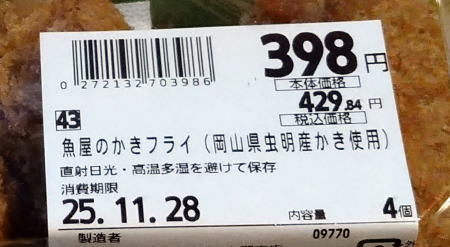 398円
本体価格
0272132703986
429.84円
税込価格
43
魚屋のかきフライ(岡山県虫明産かき使用)
直射日光・高温多湿を避けて保存
消費期限
25.11.28
内容量 4個
製造者
09770